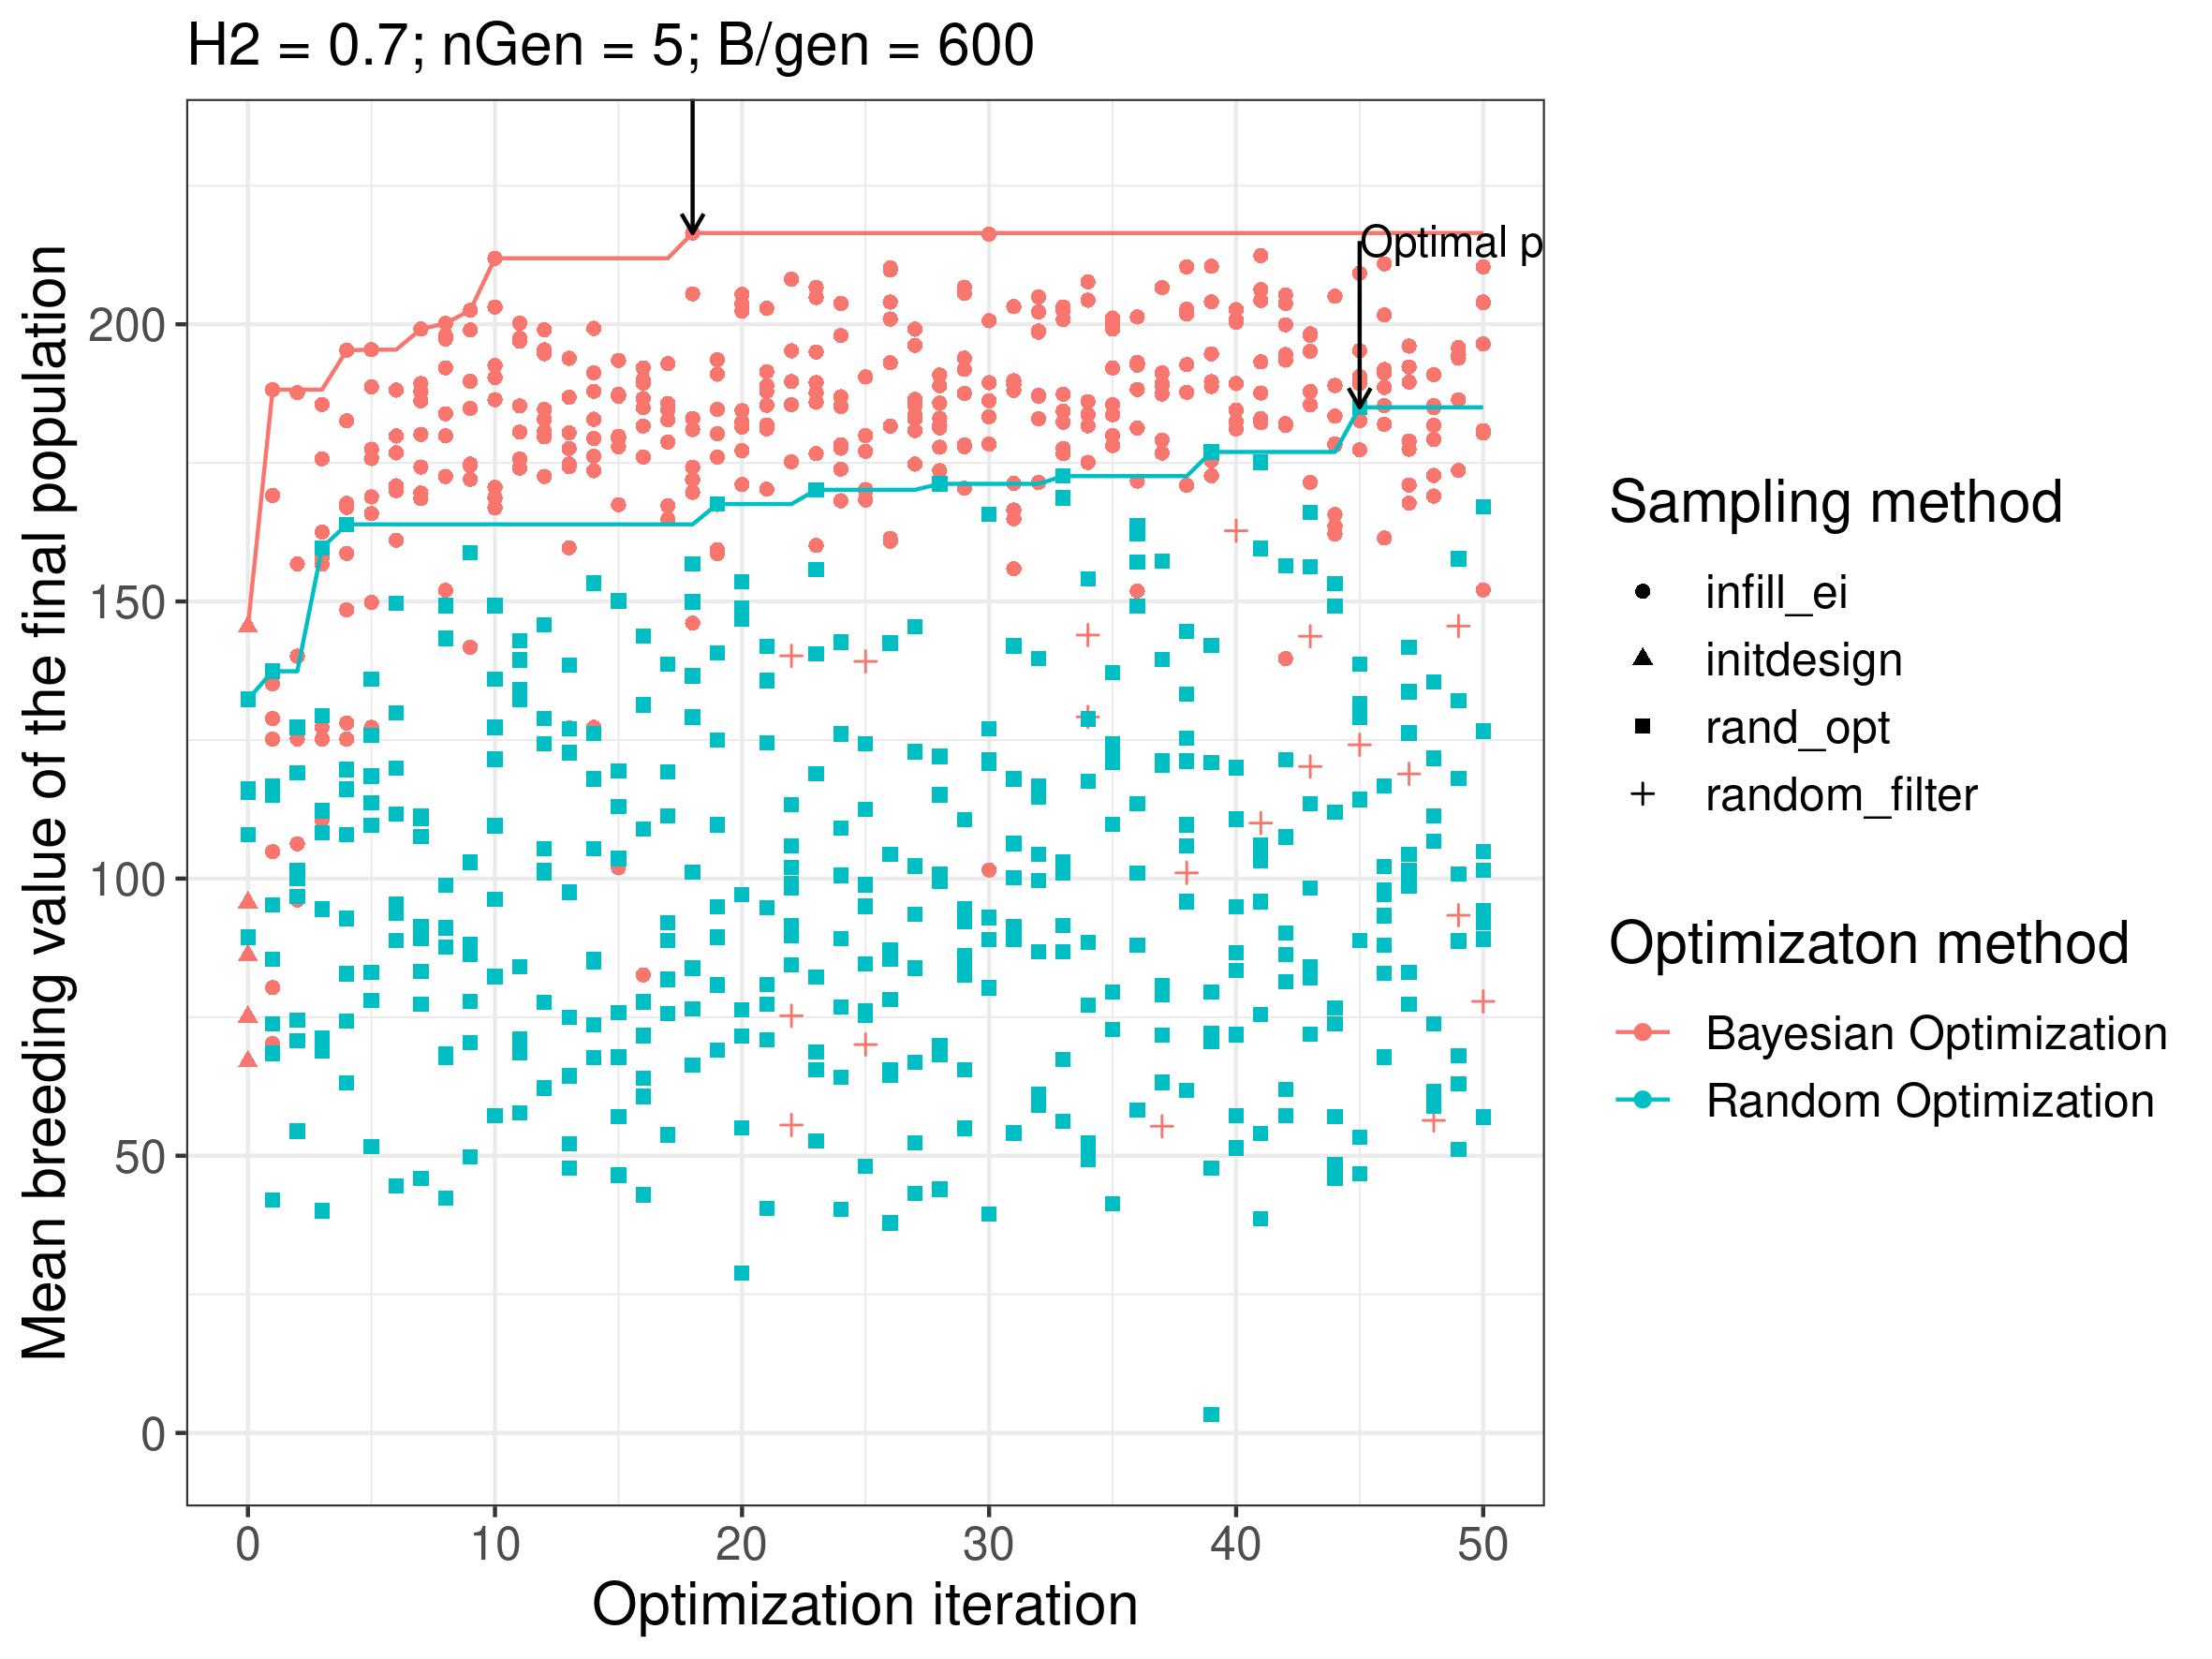 H2 = 0.7; nGen = 5; B/gen = 600
Mean breeding value of the final population
200
150
100
50
0
Optimal p
0 10 20 30 40 50
Optimization iteration
Sampling method
infill_ei
initdesign
rand_opt
random_filter
Optimizaton method
Bayesian Optimization
Random Optimization